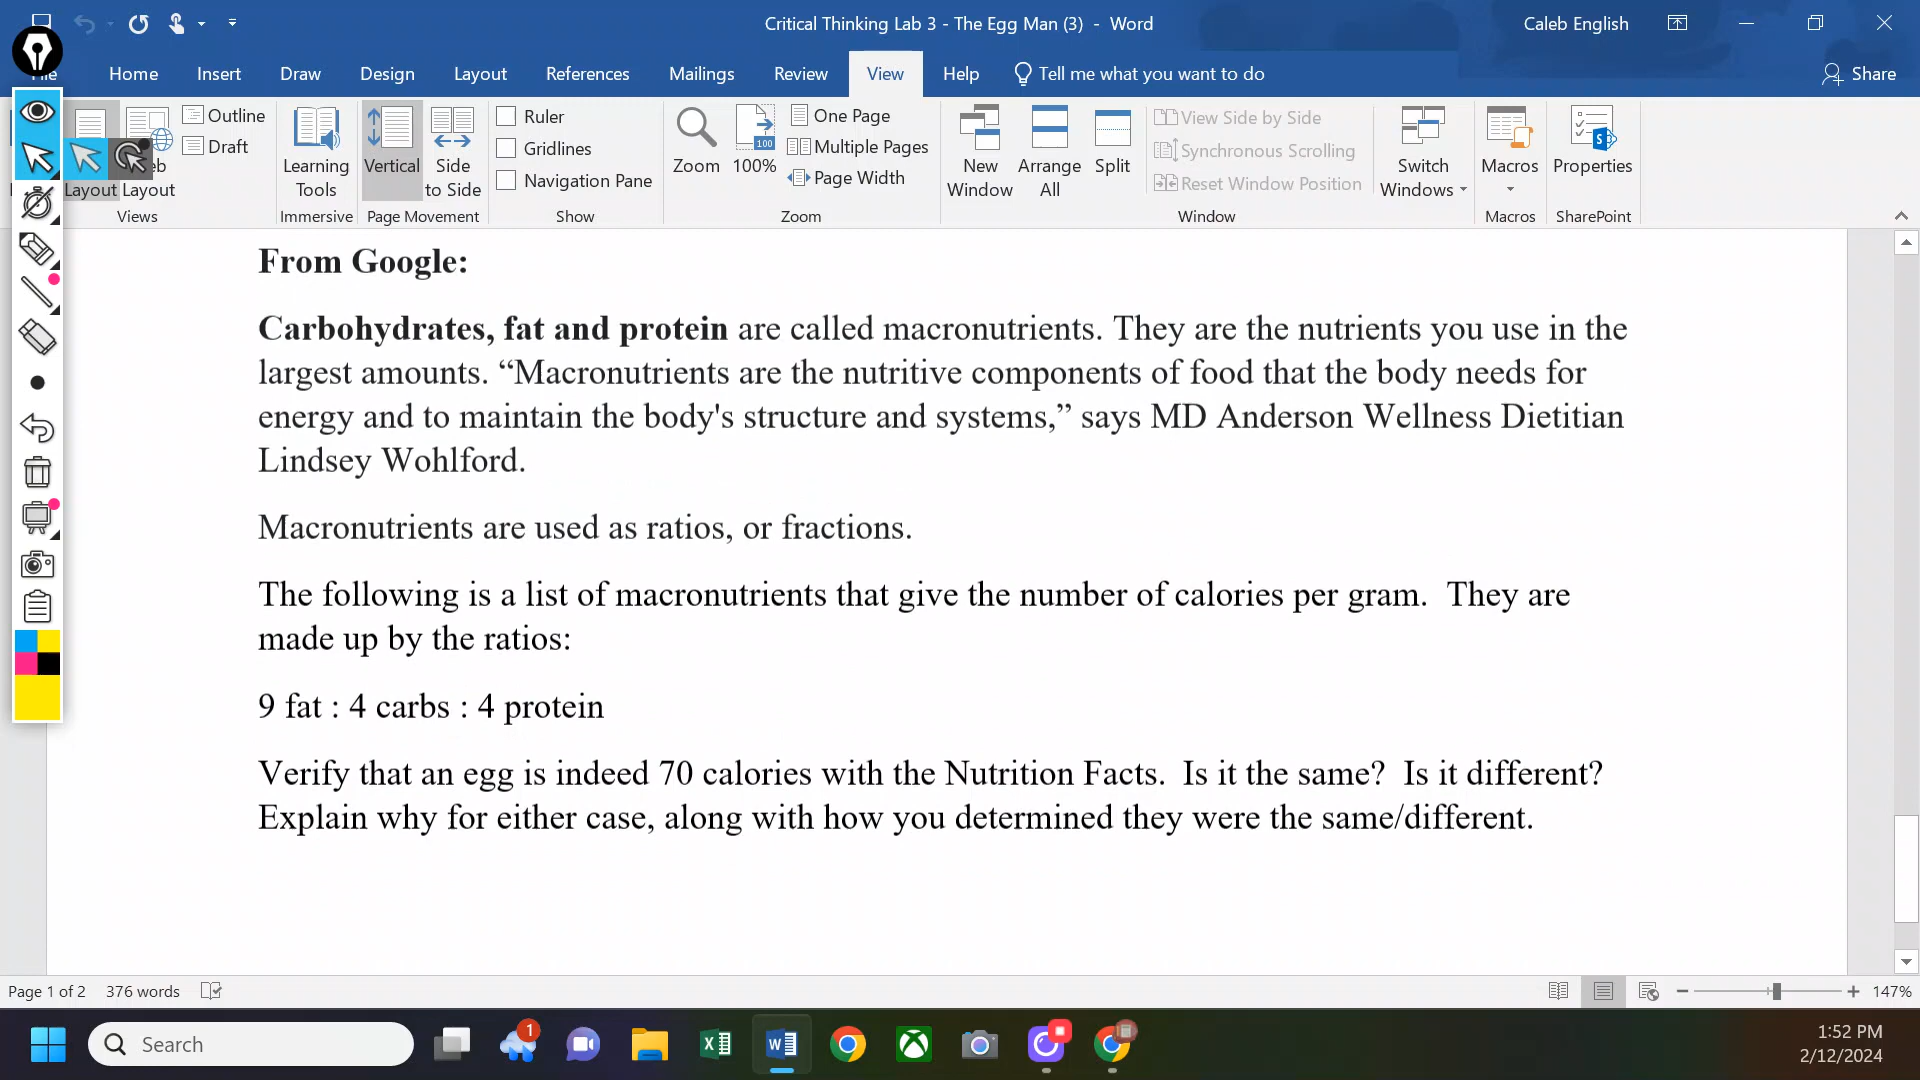 Critical Thinking Lab 3 - The Egg Man (3) - Word
Caleb English
Home Insert Draw Design Layout References Mailings Review View Help Tell me what you want to do Share
Outline
Draft
Layout Layout
Views
Learning Tools
Immersive
Vertical
Side to Side
Page Movement
Ruler
Gridlines
Navigation Pane
Show
Zoom
100
100%
One Page
Multiple Pages
Page Width
Zoom
New Window
Arrange All
Split
View Side by Side
Synchronous Scrolling
Reset Window Position
Switch Windows
Window
Macros
Macros
Properties
SharePoint
From Google:
Carbohydrates, fat and protein are called macronutrients. They are the nutrients you use in the
largest amounts. “Macronutrients are the nutritive components of food that the body needs for
energy and to maintain the body's structure and systems,” says MD Anderson Wellness Dietitian
Lindsey Wohlford.
Macronutrients are used as ratios, or fractions.
The following is a list of macronutrients that give the number of calories per gram.  They are
made up by the ratios:
9 fat : 4 carbs : 4 protein
Verify that an egg is indeed 70 calories with the Nutrition Facts.  Is it the same?  Is it different?
Explain why for either case, along with how you determined they were the same/different.
Page 1 of 2 376 words
147%
Search
1
1:52 PM
2/12/2024